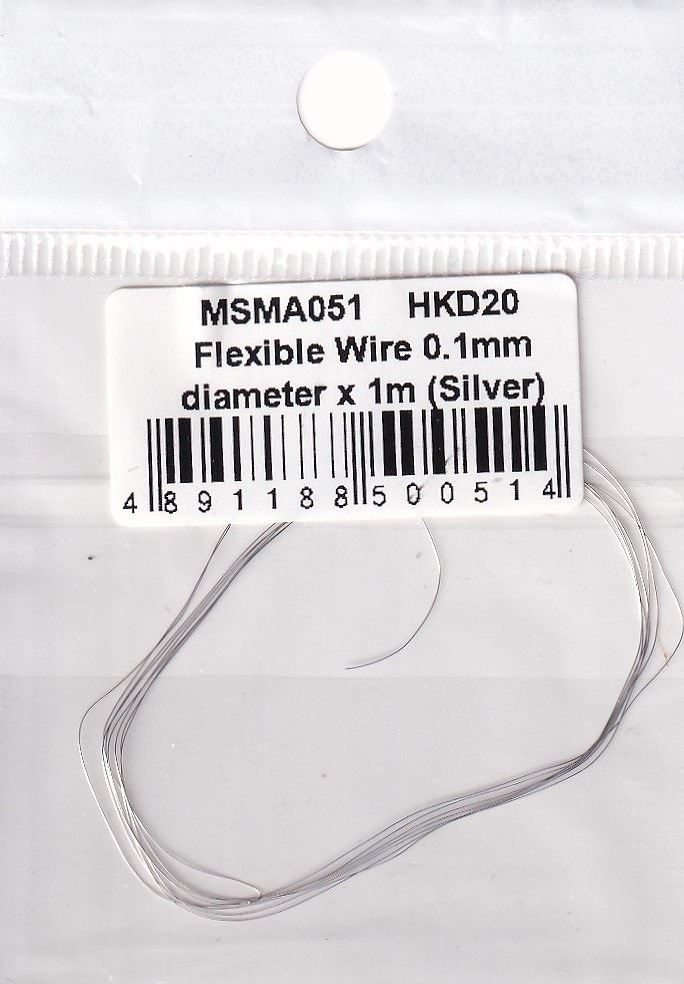 MSMA051 HKD20
Flexible Wire 0.1mm
diameter x 1m (Silver)
4 891188 500514